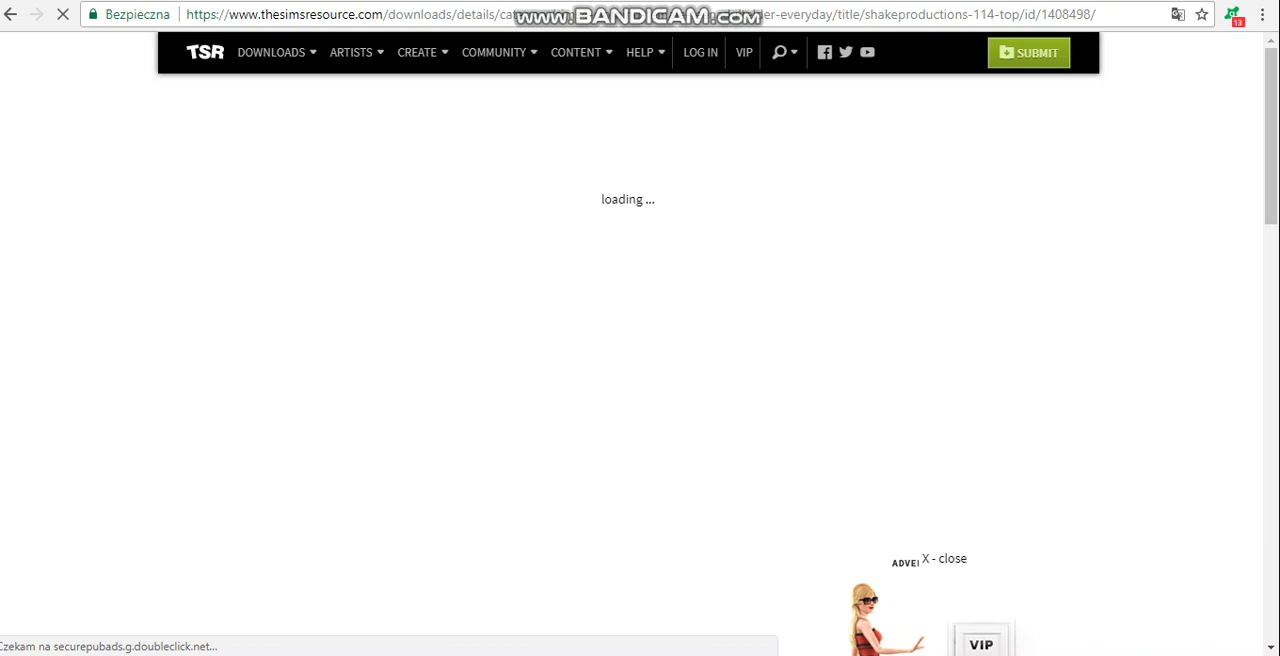 Bezpieczna
https://www.thesimsresource.com/downloads/details/cat
er-everyday/title/shakeproductions-114-top/id/1408498/
www.BANDICAM.com
13
TSR DOWNLOADS ARTISTS CREATE COMMUNITY CONTENT HELP LOG IN VIP SUBMIT
loading ...
ADVE
X - close
VIP
Czekam na securepubads.g.doubleclick.net...